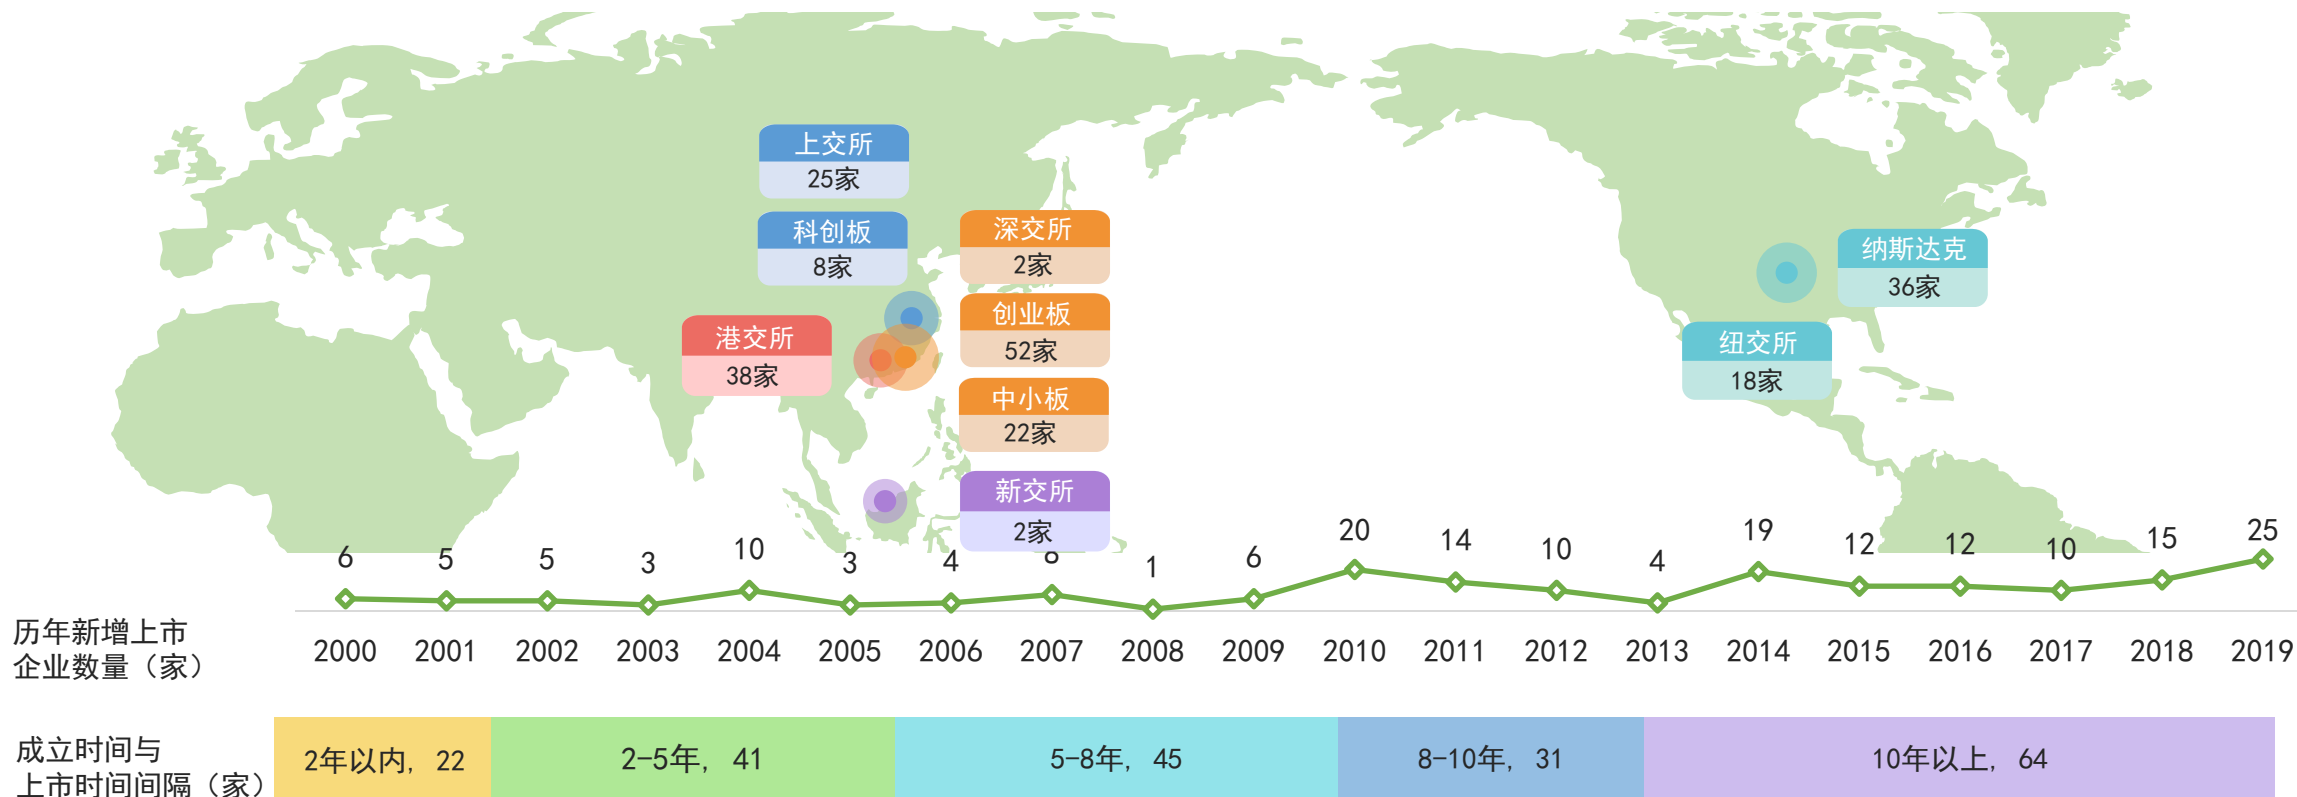 上交所
25家
科创板
8家
深交所
2家
纳斯达克
36家
创业板
52家
港交所
38家
纽交所
18家
中小板
22家
新交所
2家
6 5 5 3 10 3 4 8 1 6 20 14 10 4 19 12 12 10 15 25
历年新增上市
企业数量（家）
2000 2001 2002 2003 2004 2005 2006 2007 2008 2009 2010 2011 2012 2013 2014 2015 2016 2017 2018 2019
成立时间与
上市时间间隔（家）
2年以内, 22
2-5年, 41
5-8年, 45
8-10年, 31
10年以上, 64